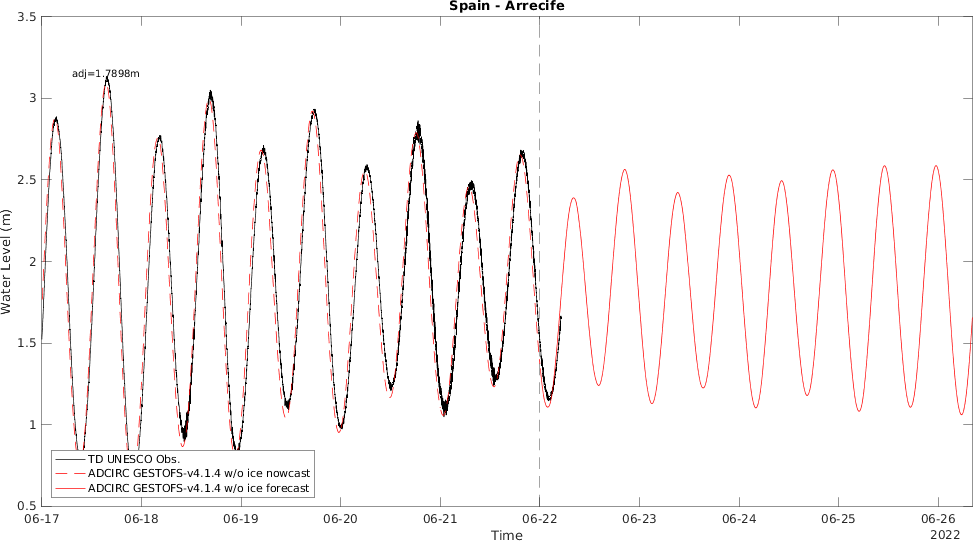 Spain - Arrecife
3.5
adj=1.7898m
3
2.5
2
1.5
1
0.5
Water Level (m)
TD UNESCO Obs.
ADCIRC GESTOFS-v4.1.4 w/o ice nowcast
ADCIRC GESTOFS-v4.1.4 w/o ice forecast
06-17 06-18 06-19 06-20 06-21 06-22 06-23 06-24 06-25 06-26
Time
2022